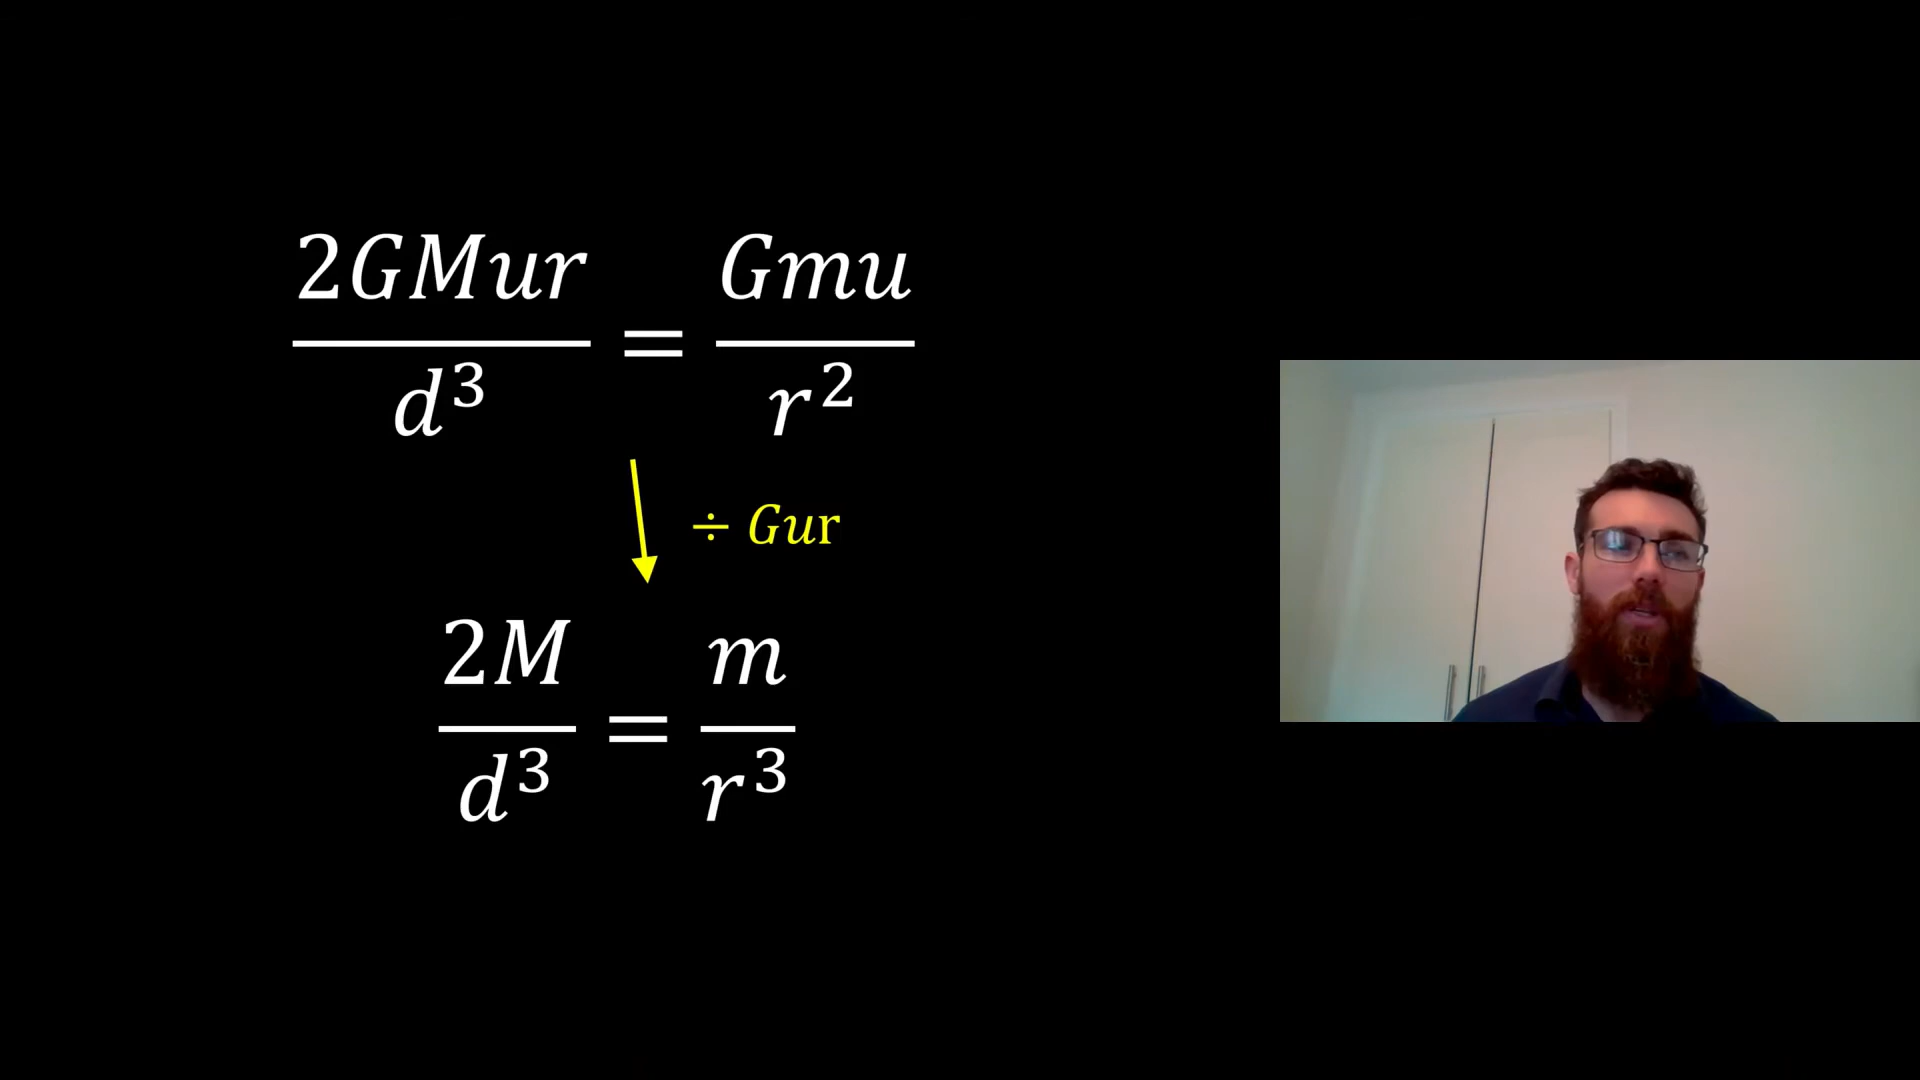 2GMur/d³ = Gmu/r²
÷ Gur
2M/d³ = m/r³